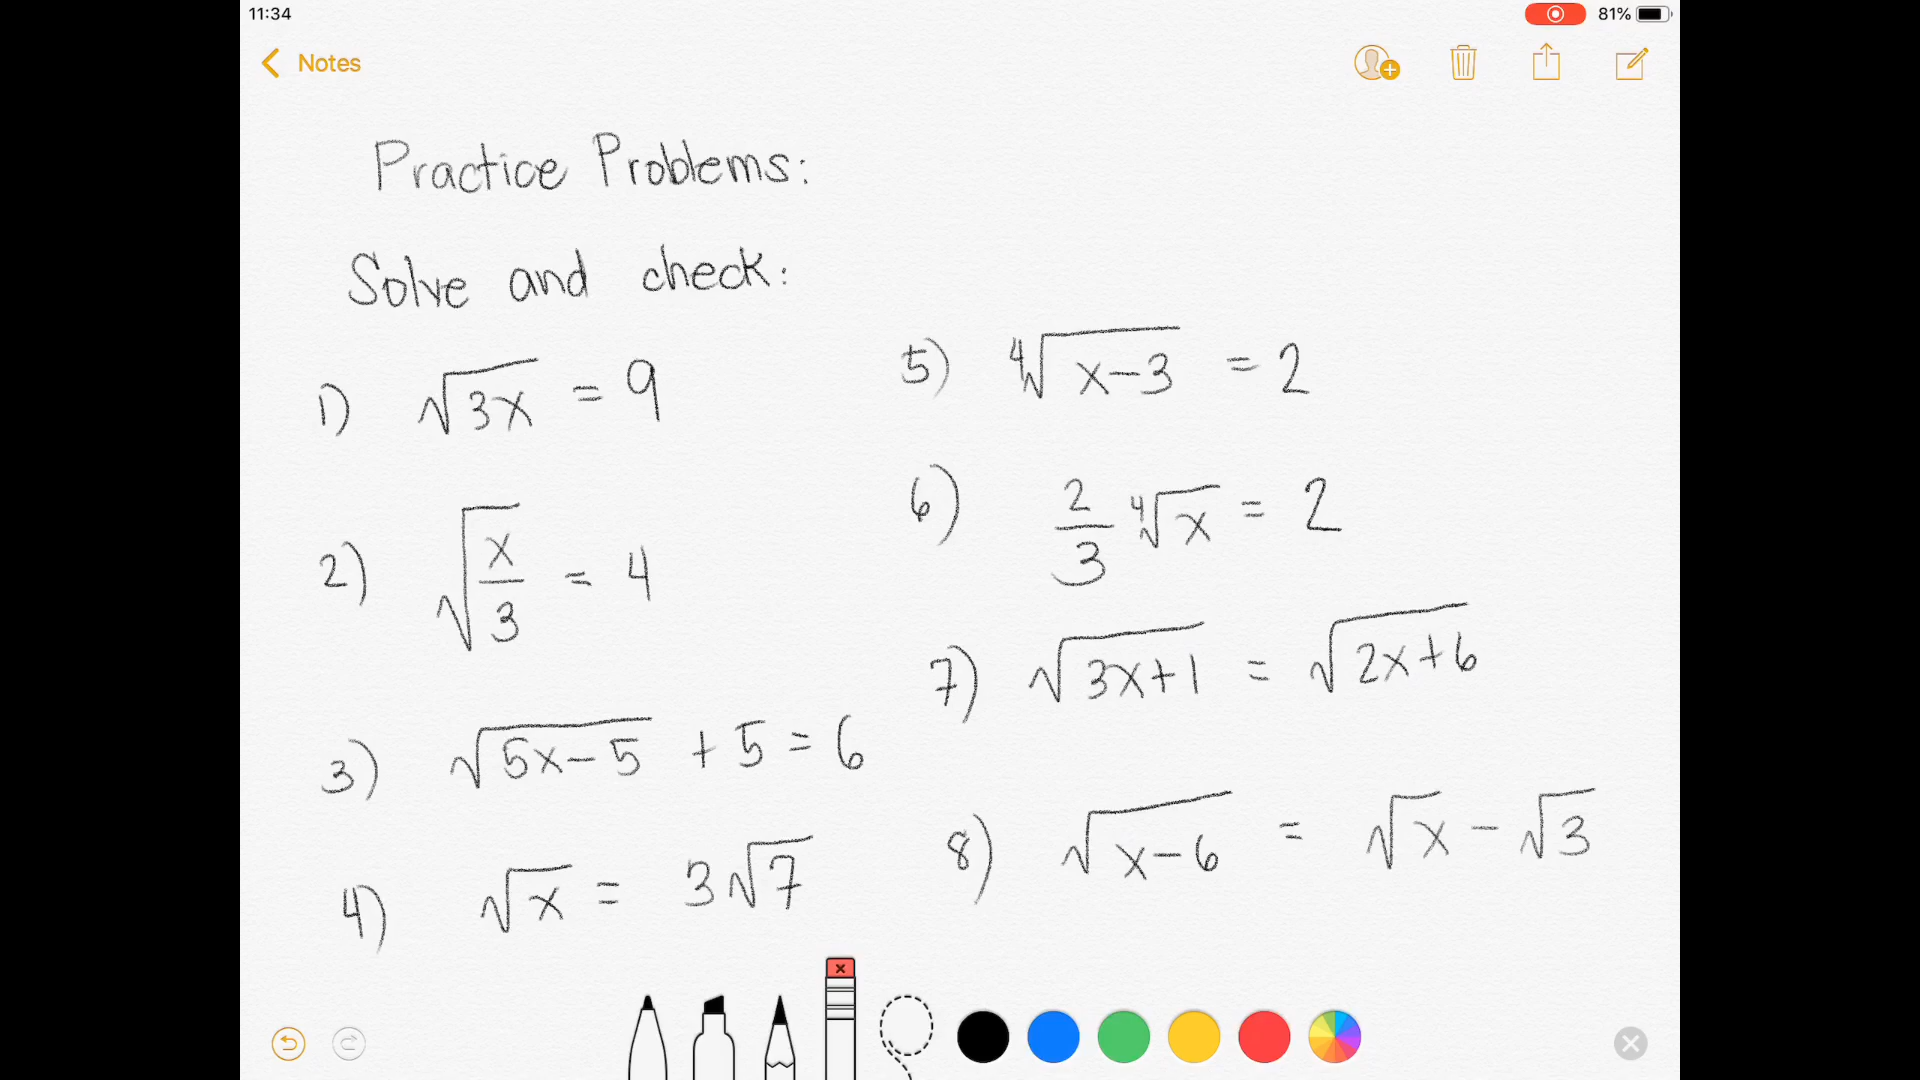 11:34
81%
Notes
Practice Problems:
Solve and check:
1) √3x = 9
2) √x/3 = 4
3) √5x-5 + 5 = 6
4) √x = 3√7
5) ⁴√x-3 = 2
6) 2/3 ⁴√x = 2
7) √3x+1 = √2x+6
8) √x-6 = √x - √3